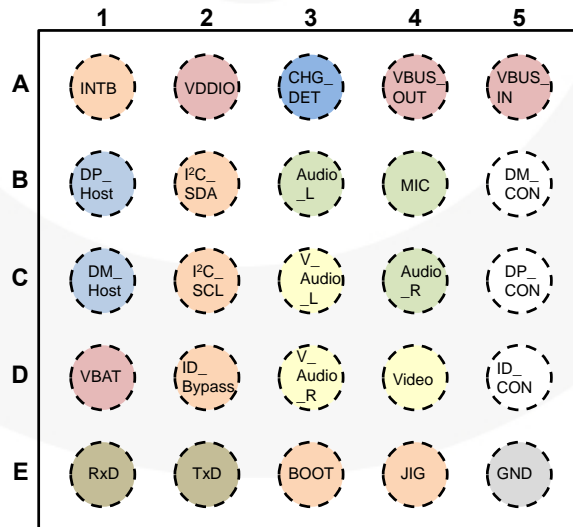 1 2 3 4 5
A INTB VDDIO CHG_
DET VBUS_
OUT VBUS_
IN
B DP_
Host I²C_
SDA Audio
_L MIC DM_
CON
C DM_
Host I²C_
SCL V_
Audio
_L Audio
_R DP_
CON
D VBAT ID_
Bypass V_
Audio
_R Video ID_
CON
E RxD TxD BOOT JIG GND